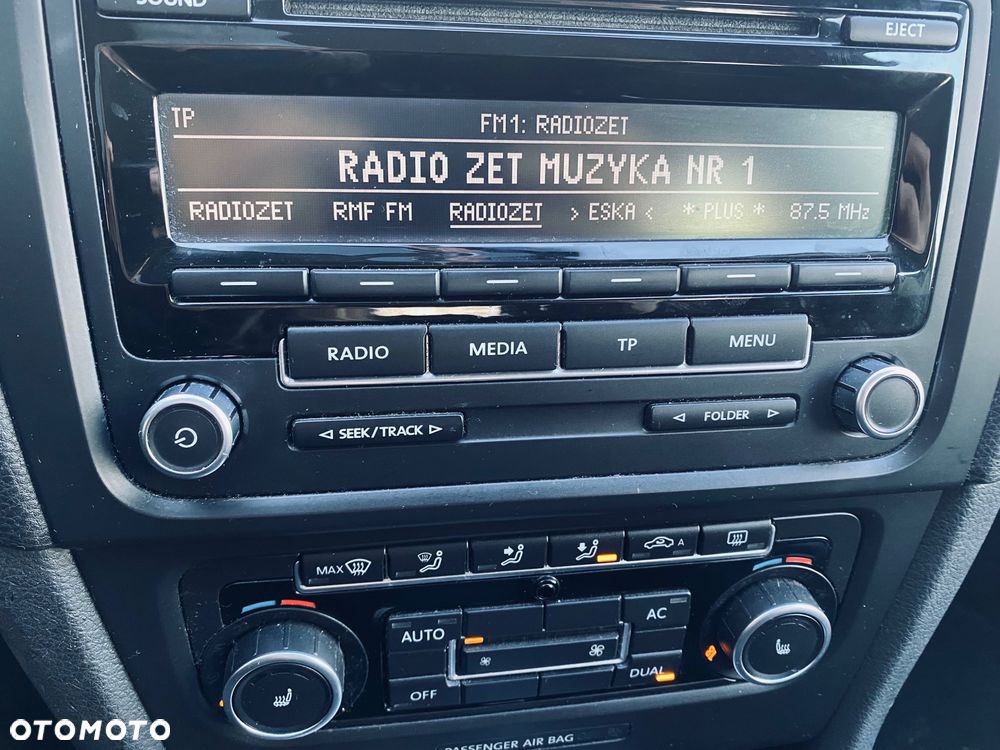 SOUND
EJECT
TP
FM1: RADIOZET
RADIO ZET MUZYKA NR 1
RADIOZET RMF FM RADIOZET > ESKA < * PLUS * 87.5 MHz
RADIO MEDIA TP MENU
SEEK/TRACK FOLDER
MAX A
AUTO AC
OFF DUAL
PASSENGER AIR BAG
OTOMOTO